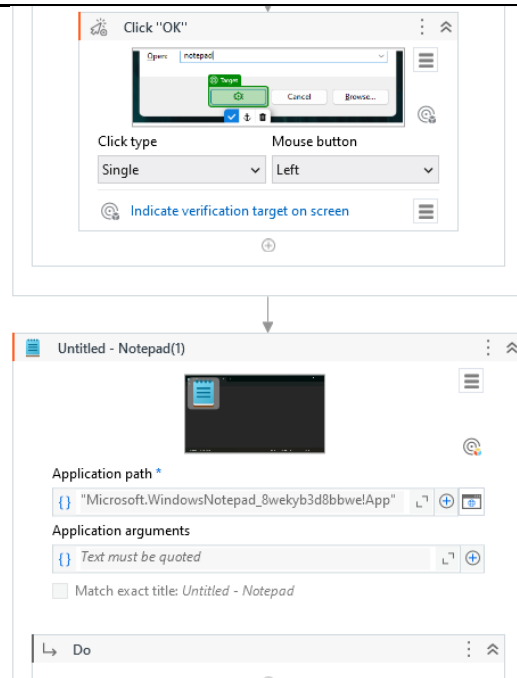 Click "OK"
Open: notepad
Target
OK
Cancel
Browse...
Click type
Mouse button
Single
Left
Indicate verification target on screen
Untitled - Notepad(1)
Application path *
"Microsoft.WindowsNotepad_8wekyb3d8bbwe!App"
Application arguments
Text must be quoted
Match exact title: Untitled - Notepad
Do